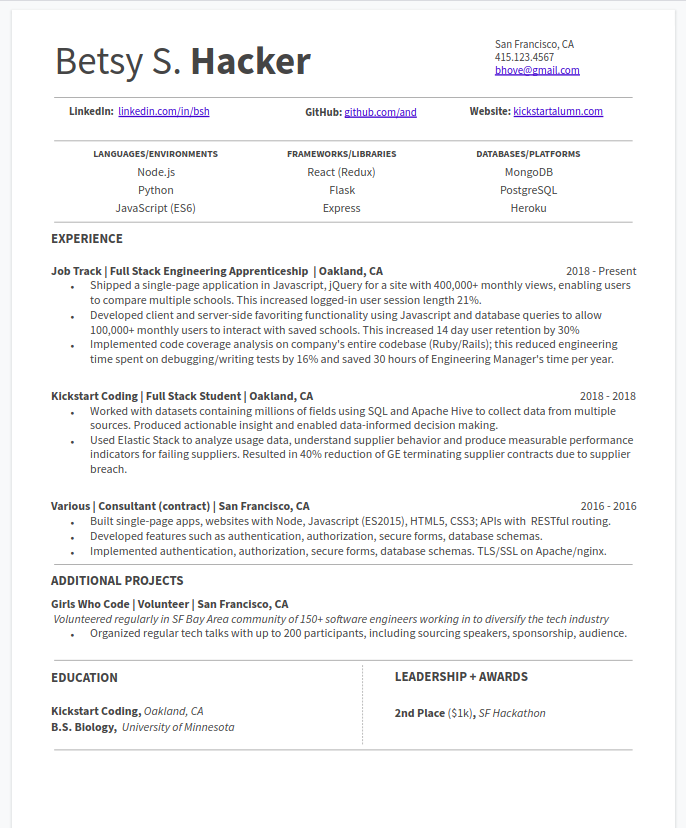 Betsy S. Hacker
San Francisco, CA
415.123.4567
bhove@gmail.com
LinkedIn: linkedin.com/in/bsh GitHub: github.com/and Website: kickstartalumn.com
LANGUAGES/ENVIRONMENTS FRAMEWORKS/LIBRARIES DATABASES/PLATFORMS
Node.js React (Redux) MongoDB
Python Flask PostgreSQL
JavaScript (ES6) Express Heroku
EXPERIENCE
Job Track | Full Stack Engineering Apprenticeship | Oakland, CA 2018 - Present
• Shipped a single-page application in Javascript, jQuery for a site with 400,000+ monthly views, enabling users
to compare multiple schools. This increased logged-in user session length 21%.
• Developed client and server-side favoriting functionality using Javascript and database queries to allow
100,000+ monthly users to interact with saved schools. This increased 14 day user retention by 30%
• Implemented code coverage analysis on company's entire codebase (Ruby/Rails); this reduced engineering
time spent on debugging/writing tests by 16% and saved 30 hours of Engineering Manager's time per year.
Kickstart Coding | Full Stack Student | Oakland, CA 2018 - 2018
• Worked with datasets containing millions of fields using SQL and Apache Hive to collect data from multiple
sources. Produced actionable insight and enabled data-informed decision making.
• Used Elastic Stack to analyze usage data, understand supplier behavior and produce measurable performance
indicators for failing suppliers. Resulted in 40% reduction of GE terminating supplier contracts due to supplier
breach.
Various | Consultant (contract) | San Francisco, CA 2016 - 2016
• Built single-page apps, websites with Node, Javascript (ES2015), HTML5, CSS3; APIs with RESTful routing.
• Developed features such as authentication, authorization, secure forms, database schemas.
• Implemented authentication, authorization, secure forms, database schemas. TLS/SSL on Apache/nginx.
ADDITIONAL PROJECTS
Girls Who Code | Volunteer | San Francisco, CA
Volunteered regularly in SF Bay Area community of 150+ software engineers working in to diversify the tech industry
• Organized regular tech talks with up to 200 participants, including sourcing speakers, sponsorship, audience.
EDUCATION
Kickstart Coding, Oakland, CA
B.S. Biology, University of Minnesota
LEADERSHIP + AWARDS
2nd Place ($1k), SF Hackathon